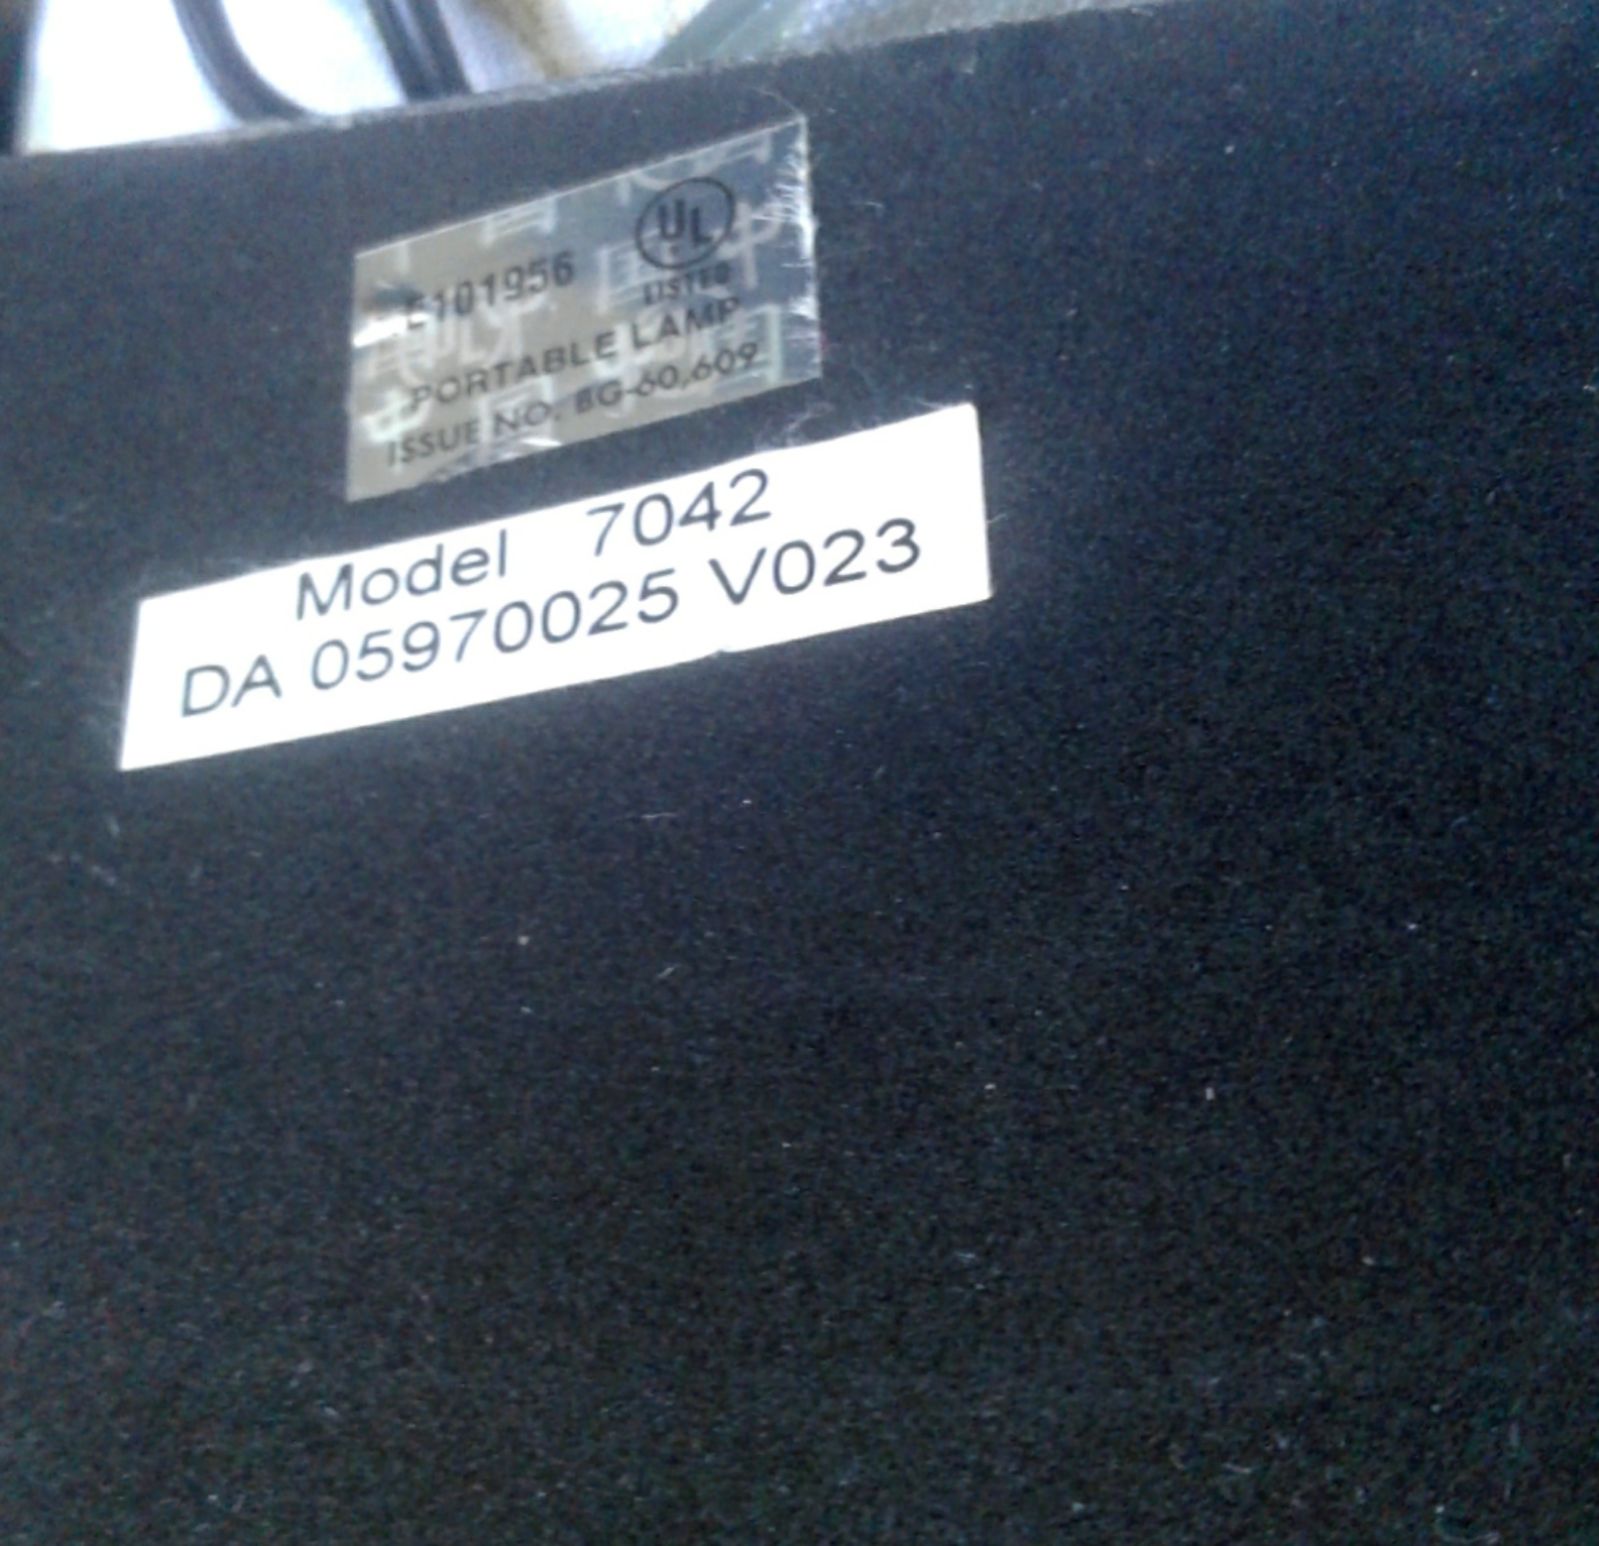 UL
E101956
LISTED
PORTABLE LAMP
ISSUE NO. BG-60,609
Model 7042
DA 05970025 V023